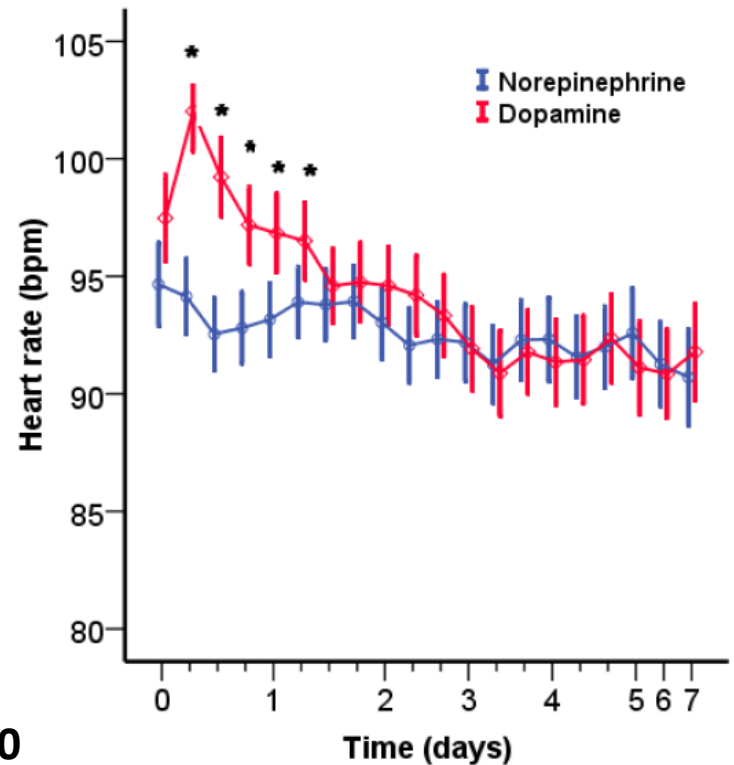 105
100
95
90
85
80
Heart rate (bpm)
* * * * *
Norepinephrine
Dopamine
0 1 2 3 4 5 6 7
Time (days)
0